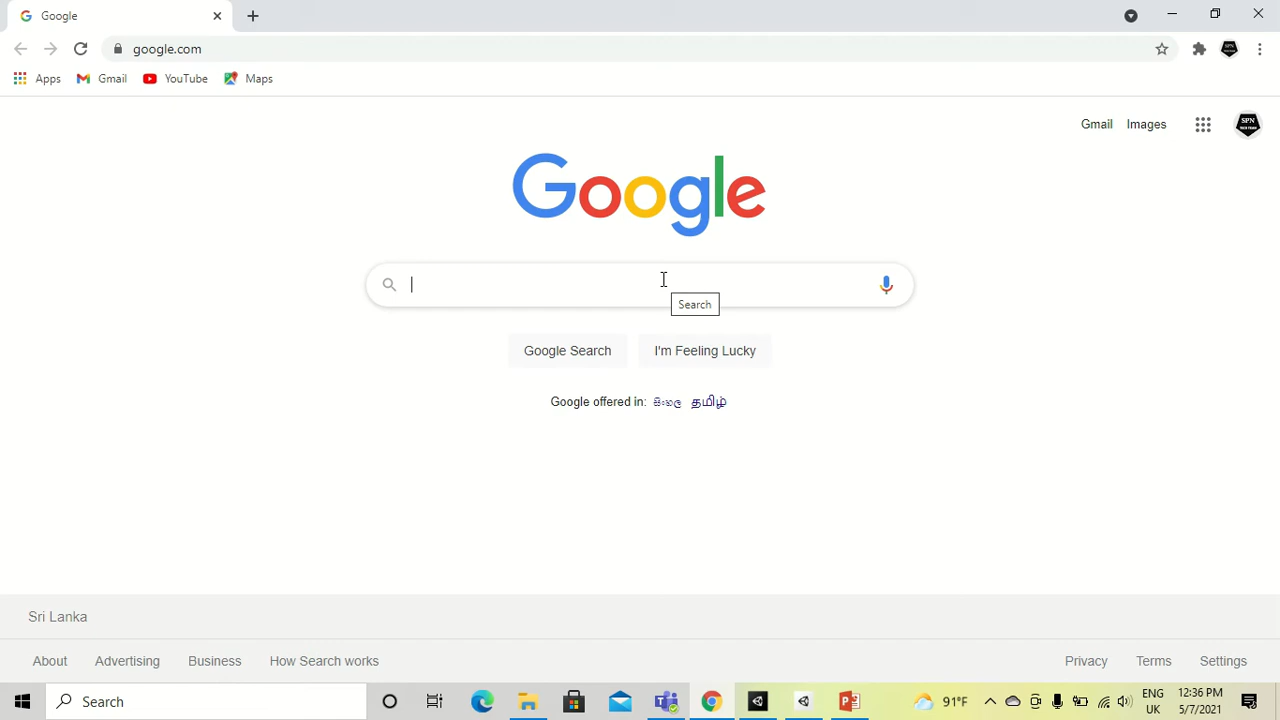 Google
google.com
Apps Gmail YouTube Maps
Gmail Images SPN
Google
Search
Google Search I'm Feeling Lucky
Google offered in: සිංහල தமிழ்
Sri Lanka
About Advertising Business How Search works Privacy Terms Settings
Search 91°F ENG 12:36 PM
UK 5/7/2021